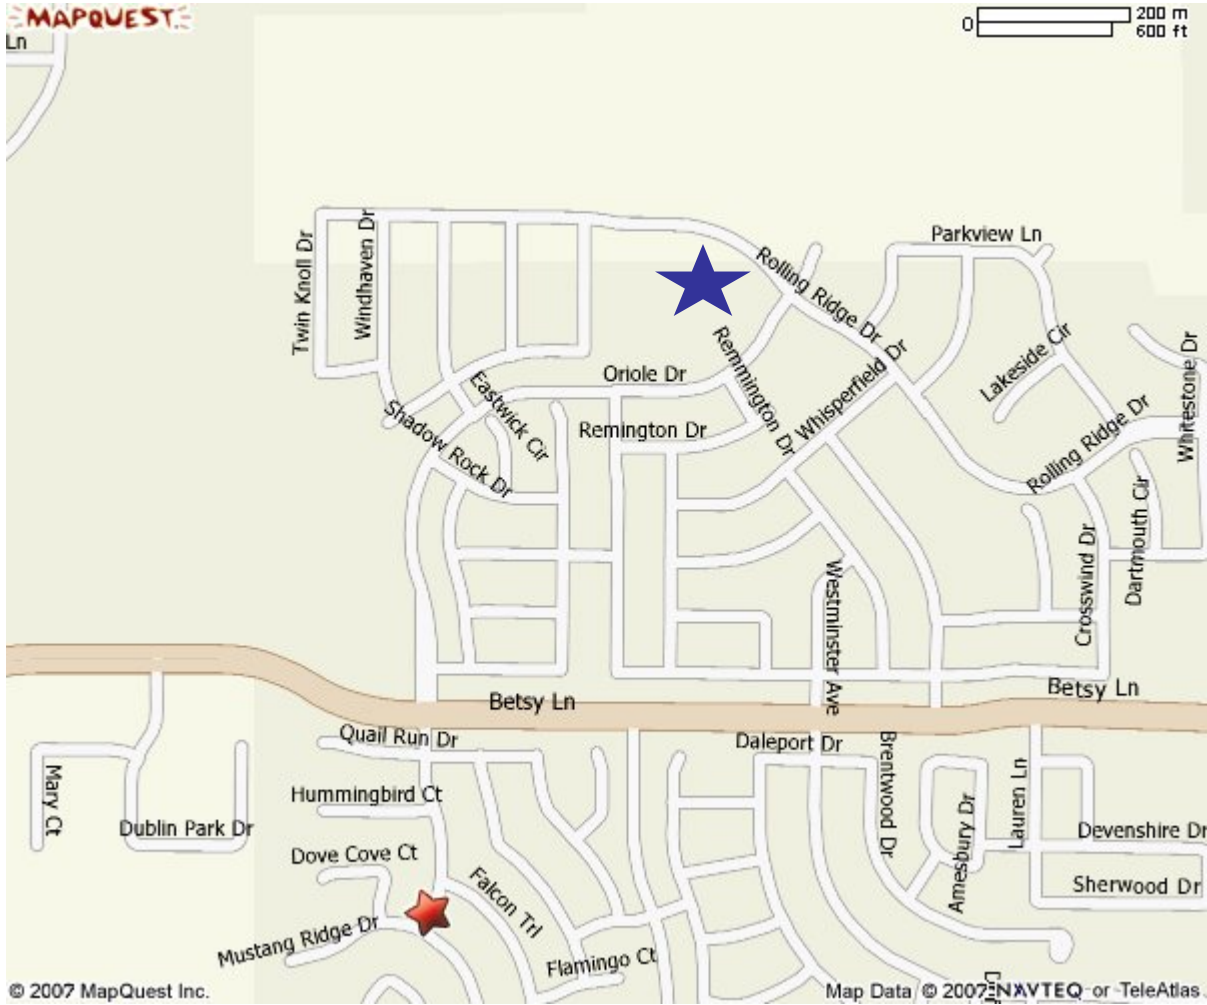 MAPQUEST
200 m
0
600 ft
Ln
Parkview Ln
Rolling Ridge Dr
Twin Knoll Dr
Windhaven Dr
Remmington Dr
Oriole Dr
Whisperfield Dr
Lakeside Cir
Whitestone Dr
Eastwick Cir
Shadow Rock Dr
Remington Dr
Rolling Ridge Dr
Dartmouth Cir
Crosswind Dr
Westminster Ave
Betsy Ln
Betsy Ln
Quail Run Dr
Daleport Dr
Brentwood Dr
Mary Ct
Hummingbird Ct
Lauren Ln
Amesbury Dr
Dublin Park Dr
Devenshire Dr
Dove Cove Ct
Falcon Trl
Sherwood Dr
Mustang Ridge Dr
Flamingo Ct
© 2007 MapQuest Inc.
Map Data © 2007 NAVTEQ or TeleAtlas